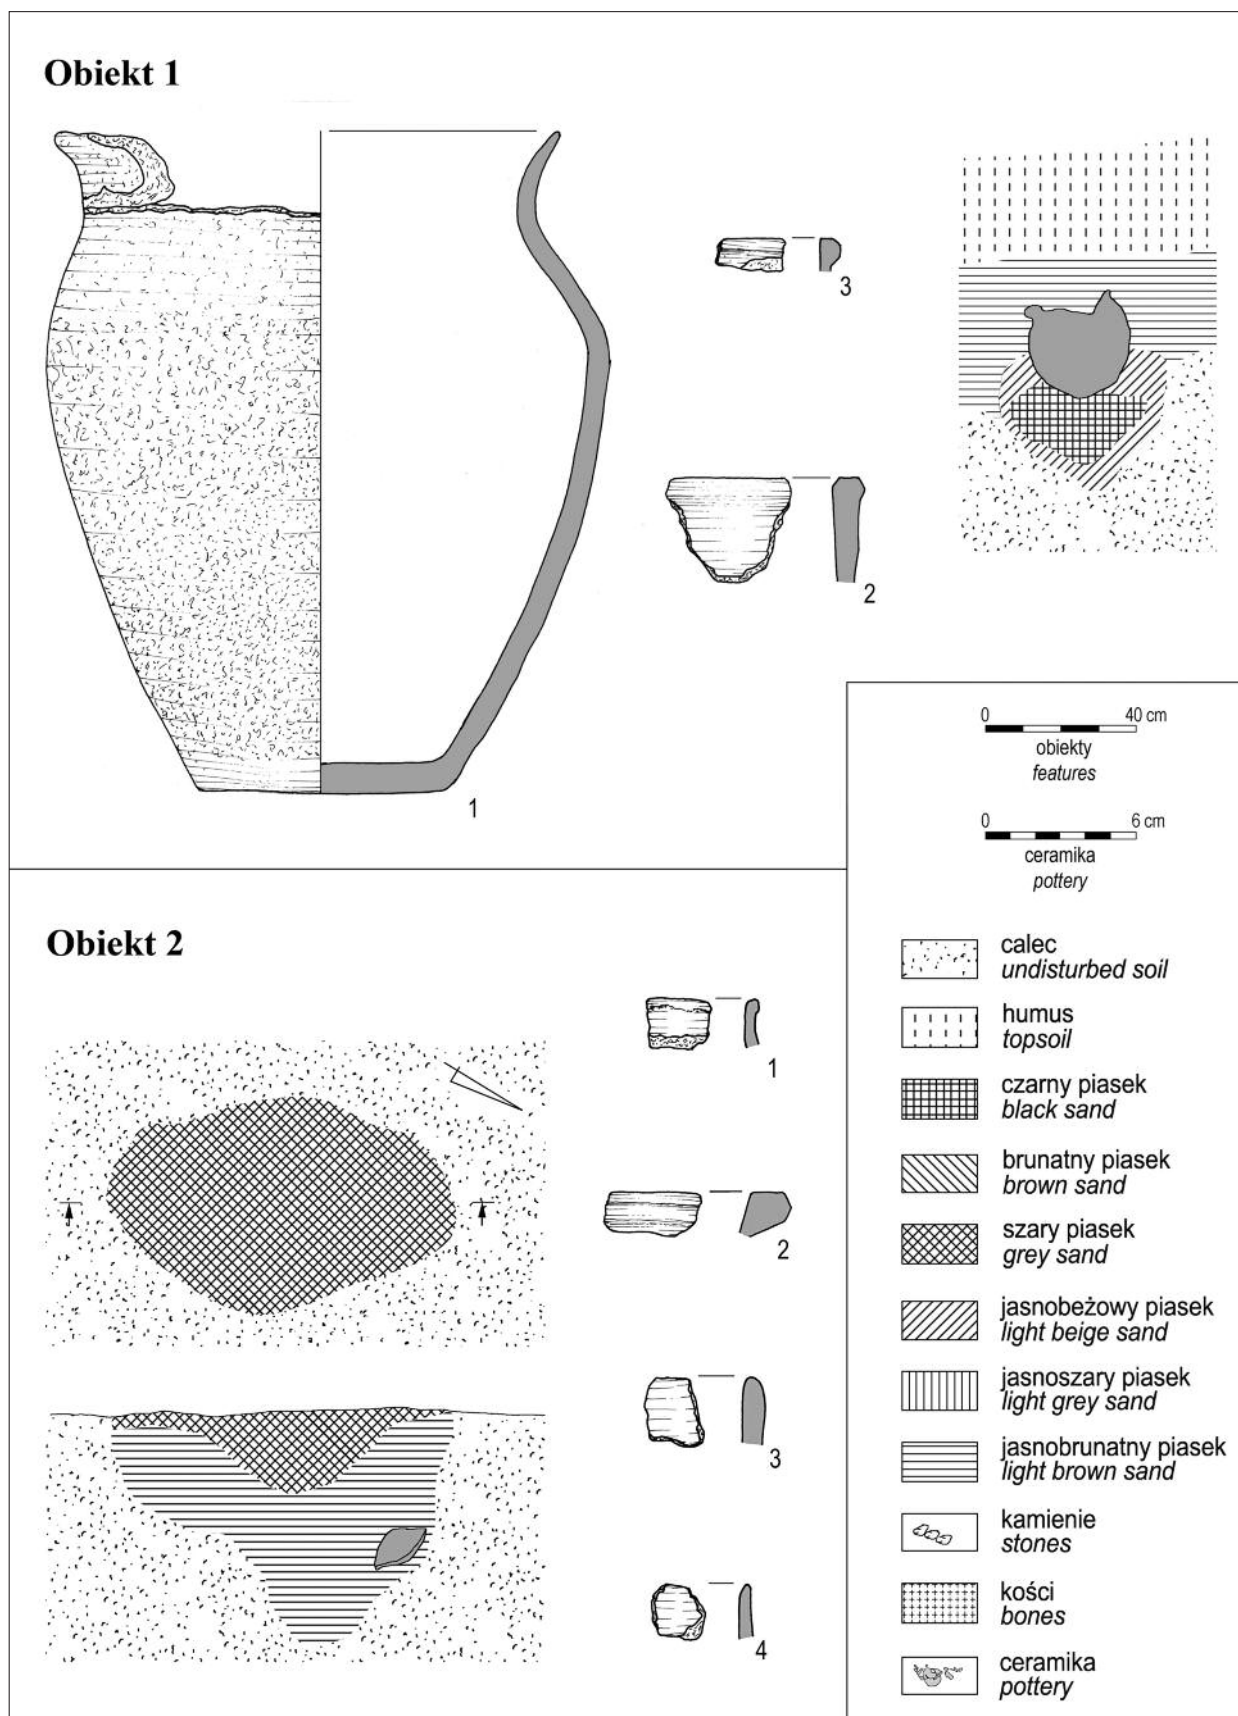 Obiekt 1
3
2
1
0 40 cm
obiekty
features
0 6 cm
ceramika
pottery
Obiekt 2
1
2
3
4
calec
undisturbed soil
humus
topsoil
czarny piasek
black sand
brunatny piasek
brown sand
szary piasek
grey sand
jasnobeżowy piasek
light beige sand
jasnoszary piasek
light grey sand
jasnobrunatny piasek
light brown sand
kamienie
stones
kości
bones
ceramika
pottery